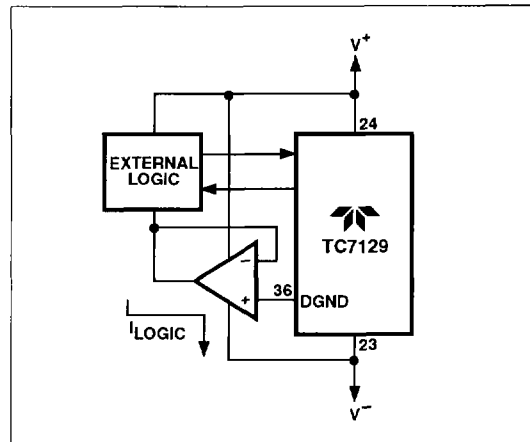 V+
24
EXTERNAL
LOGIC
TC7129
−
+
36
DGND
ILOGIC
23
V−